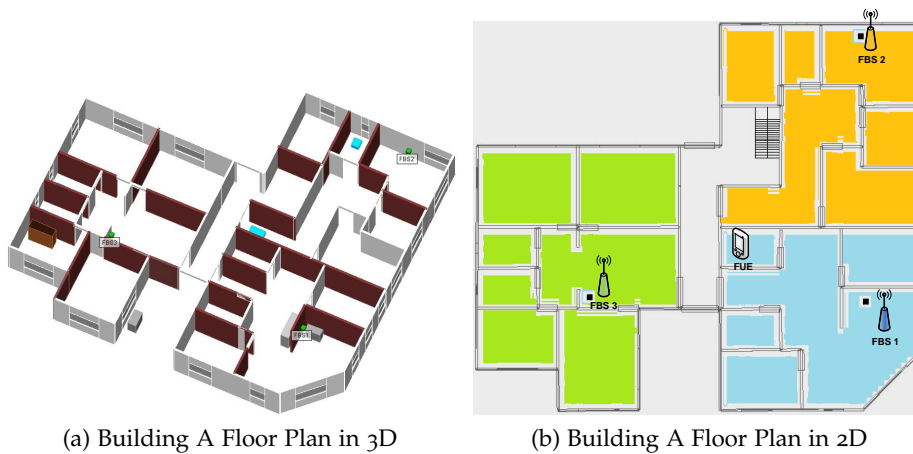 FBS2
FBS3
FBS1
FBS 2
FUE
FBS 3
FBS 1
(a) Building A Floor Plan in 3D
(b) Building A Floor Plan in 2D